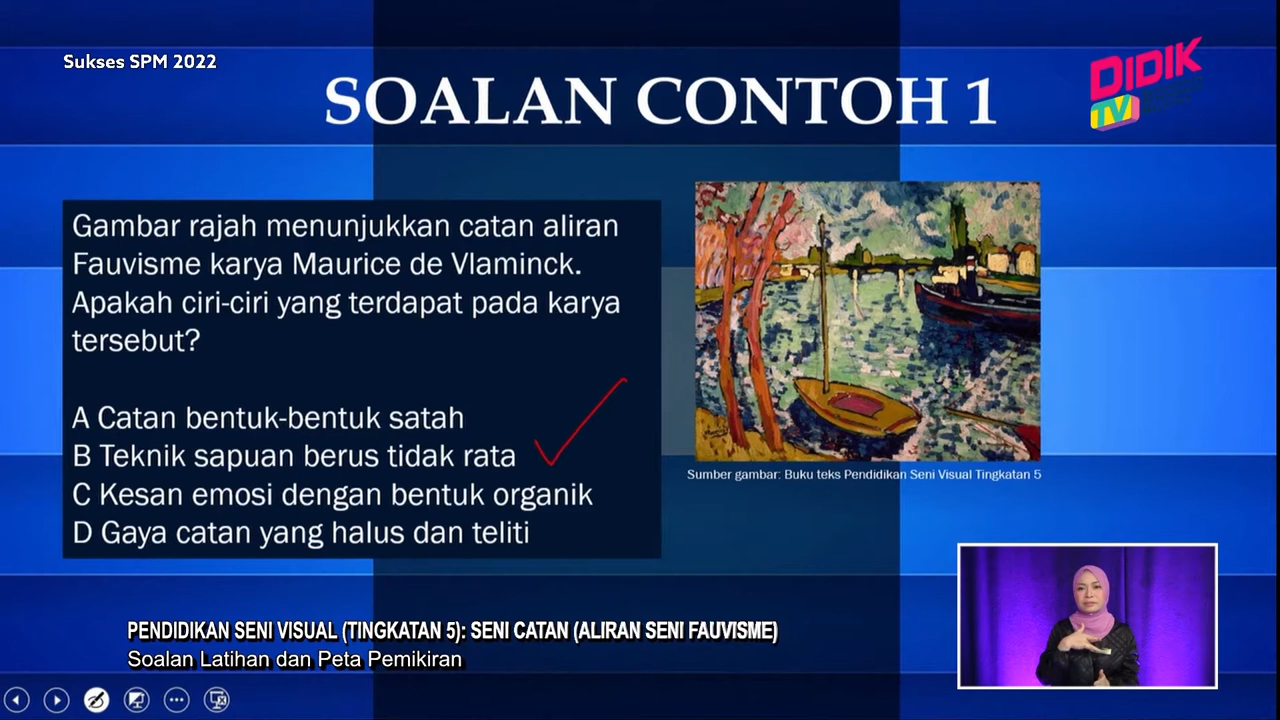 Sukses SPM 2022
SOALAN CONTOH 1
DIDIK
TV
Gambar rajah menunjukkan catan aliran
Fauvisme karya Maurice de Vlaminck.
Apakah ciri-ciri yang terdapat pada karya
tersebut?
A Catan bentuk-bentuk satah
B Teknik sapuan berus tidak rata
C Kesan emosi dengan bentuk organik
D Gaya catan yang halus dan teliti
Sumber gambar: Buku teks Pendidikan Seni Visual Tingkatan 5
PENDIDIKAN SENI VISUAL (TINGKATAN 5): SENI CATAN (ALIRAN SENI FAUVISME)
Soalan Latihan dan Peta Pemikiran